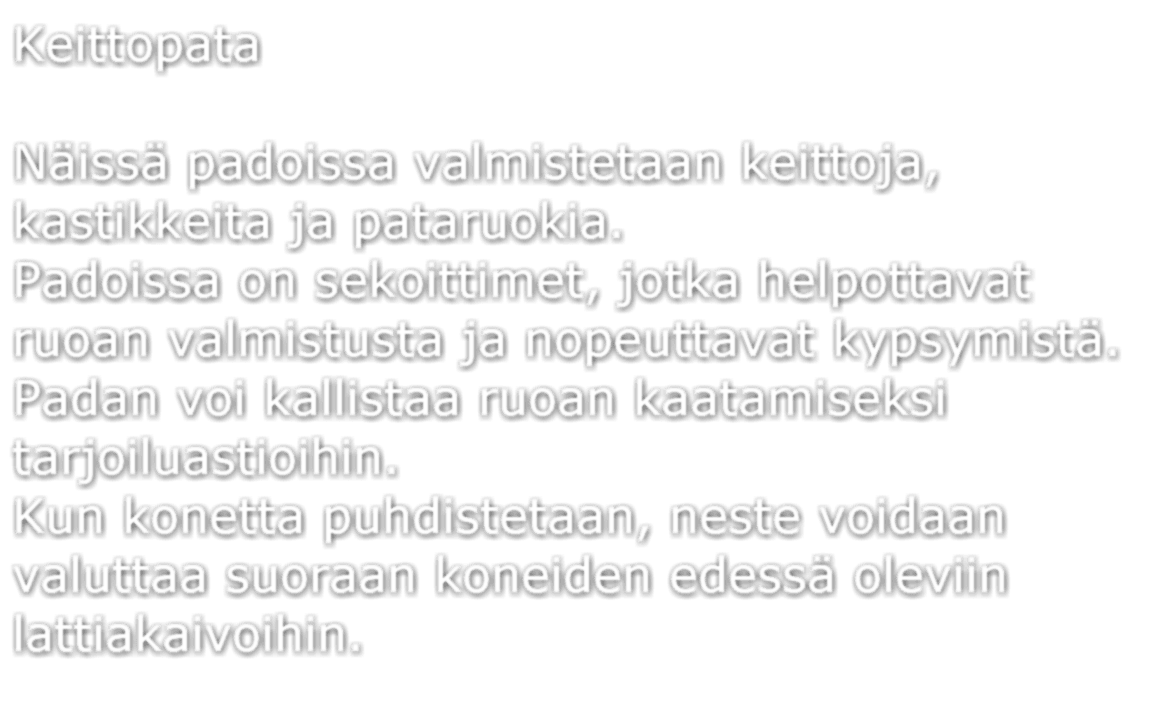 Keittopata
Näissä padoissa valmistetaan keittoja,
kastikkeita ja pataruokia.
Padoissa on sekoittimet, jotka helpottavat
ruoan valmistusta ja nopeuttavat kypsymistä.
Padan voi kallistaa ruoan kaatamiseksi
tarjoiluastioihin.
Kun konetta puhdistetaan, neste voidaan
valuttaa suoraan koneiden edessä oleviin
lattiakaivoihin.